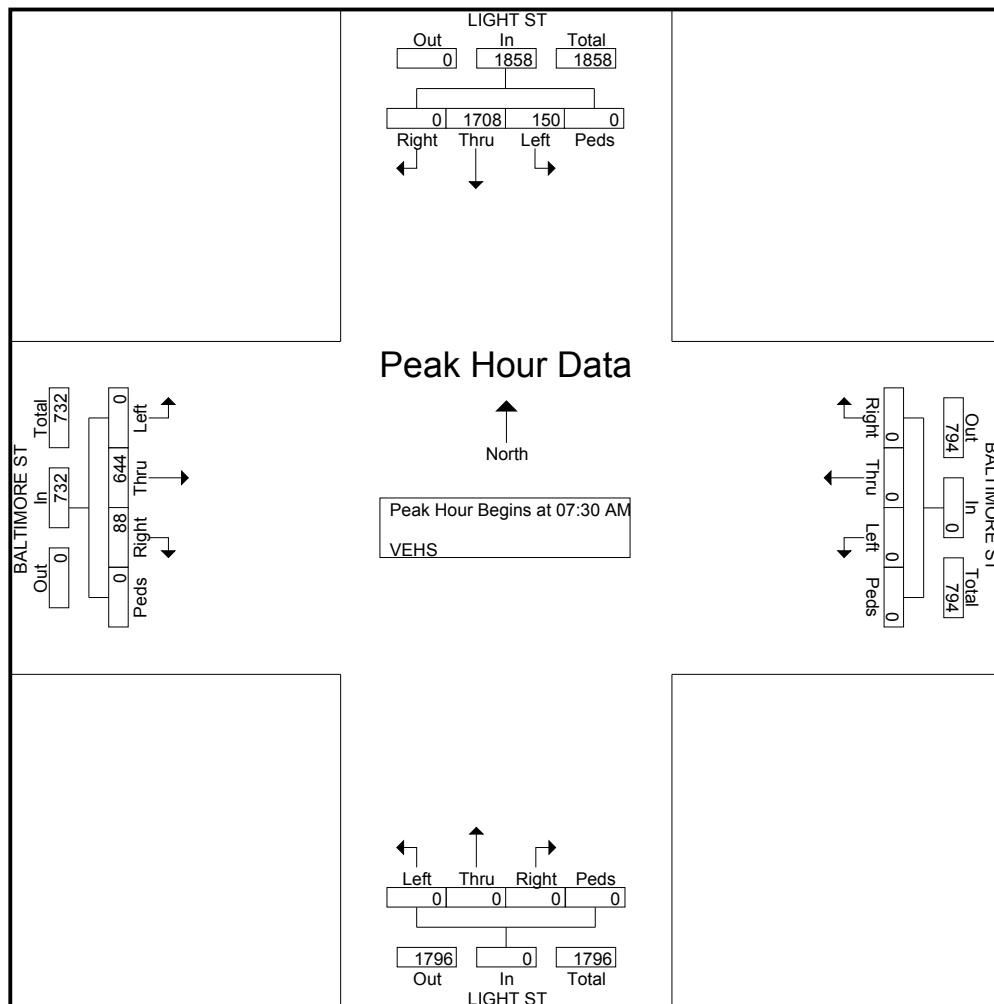 LIGHT ST
Out In Total
0 1858 1858
0 1708 150 0
Right Thru Left Peds
Peak Hour Data
North
Peak Hour Begins at 07:30 AM
VEHS
BALTIMORE ST
Total In Out
732 732 0
0 644 88 0
Left Thru Right Peds
BALTIMORE ST
Out In Total
794 0 794
0 0 0 0
Right Thru Left Peds
Left Thru Right Peds
0 0 0 0
1796 0 1796
Out In Total
LIGHT ST